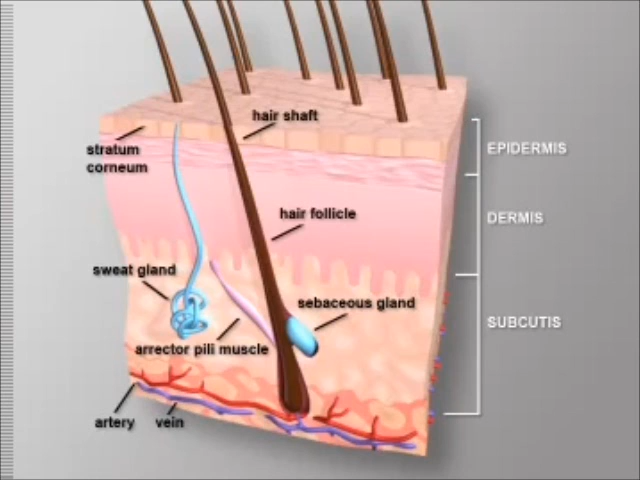 hair shaft
stratum
corneum
EPIDERMIS
hair follicle
DERMIS
sweat gland
sebaceous gland
SUBCUTIS
arrector pili muscle
artery
vein